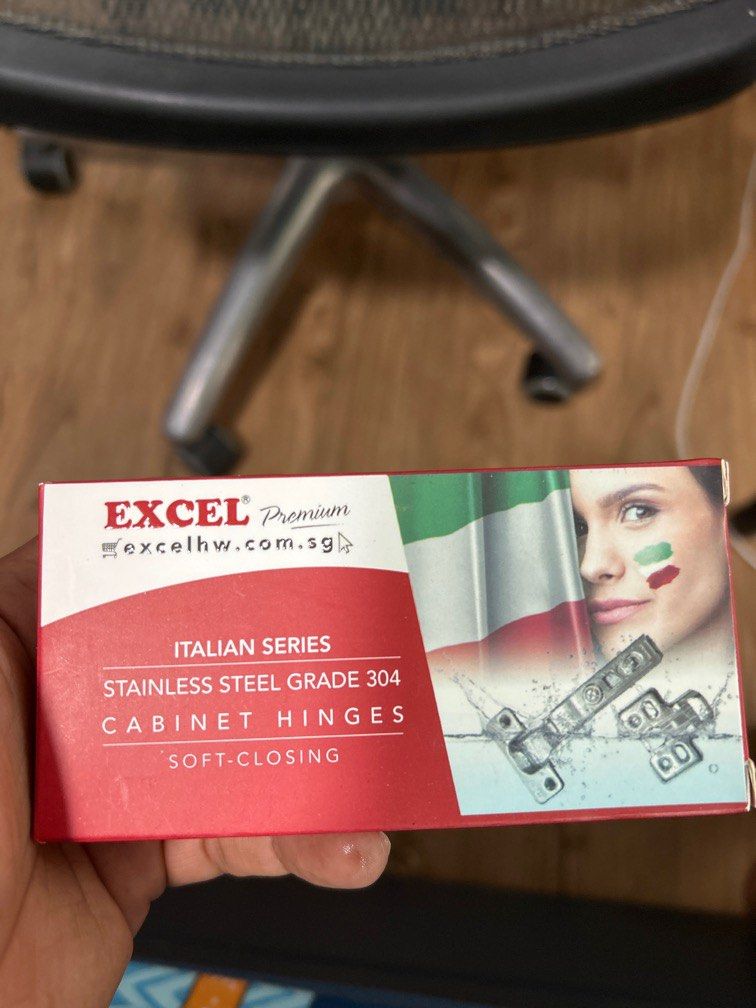 EXCEL® Premium
excelhw.com.sg
ITALIAN SERIES
STAINLESS STEEL GRADE 304
CABINET HINGES
SOFT-CLOSING